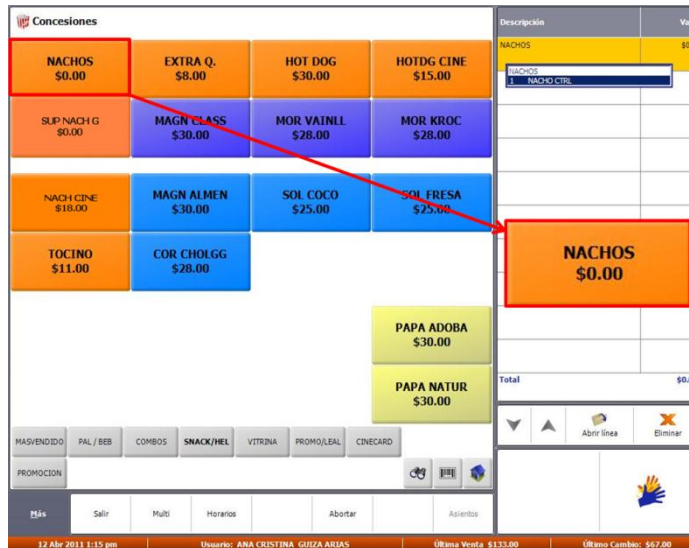 Concesiones
NACHOS
$0.00
EXTRA Q.
$8.00
HOT DOG
$30.00
HOTDG CINE
$15.00
SUP NACH G
$0.00
MAGN CLASS
$30.00
MOR VAINLL
$28.00
MOR KROC
$28.00
NACH CINE
$18.00
MAGN ALMEN
$30.00
SOL COCO
$25.00
SOL FRESA
$25.00
TOCINO
$11.00
COR CHOLGG
$28.00
PAPA ADOBA
$30.00
PAPA NATUR
$30.00
MASVENDIDO PAL / BEB COMBOS SNACK/HEL VITRINA PROMO/LEAL CINECARD
PROMOCION
Más Salir Multi Horarios Abortar Asientos
Descripción Va
NACHOS $0
NACHOS
1 NACHO CTRL
NACHOS
$0.00
Total $0.
Abrir línea Eliminar
12 Abr 2011 1:15 pm Usuario: ANA CRISTINA GUIZA ARIAS Última Venta $133.00 Último Cambio: $67.00